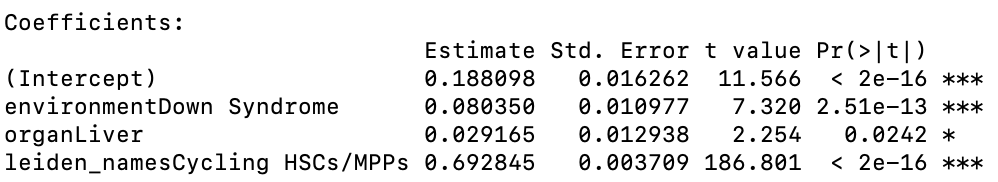 Coefficients:
Estimate Std. Error t value Pr(>|t|)
(Intercept) 0.188098 0.016262 11.566 < 2e-16 ***
environmentDown Syndrome 0.080350 0.010977 7.320 2.51e-13 ***
organLiver 0.029165 0.012938 2.254 0.0242 *
leiden_namesCycling HSCs/MPPs 0.692845 0.003709 186.801 < 2e-16 ***